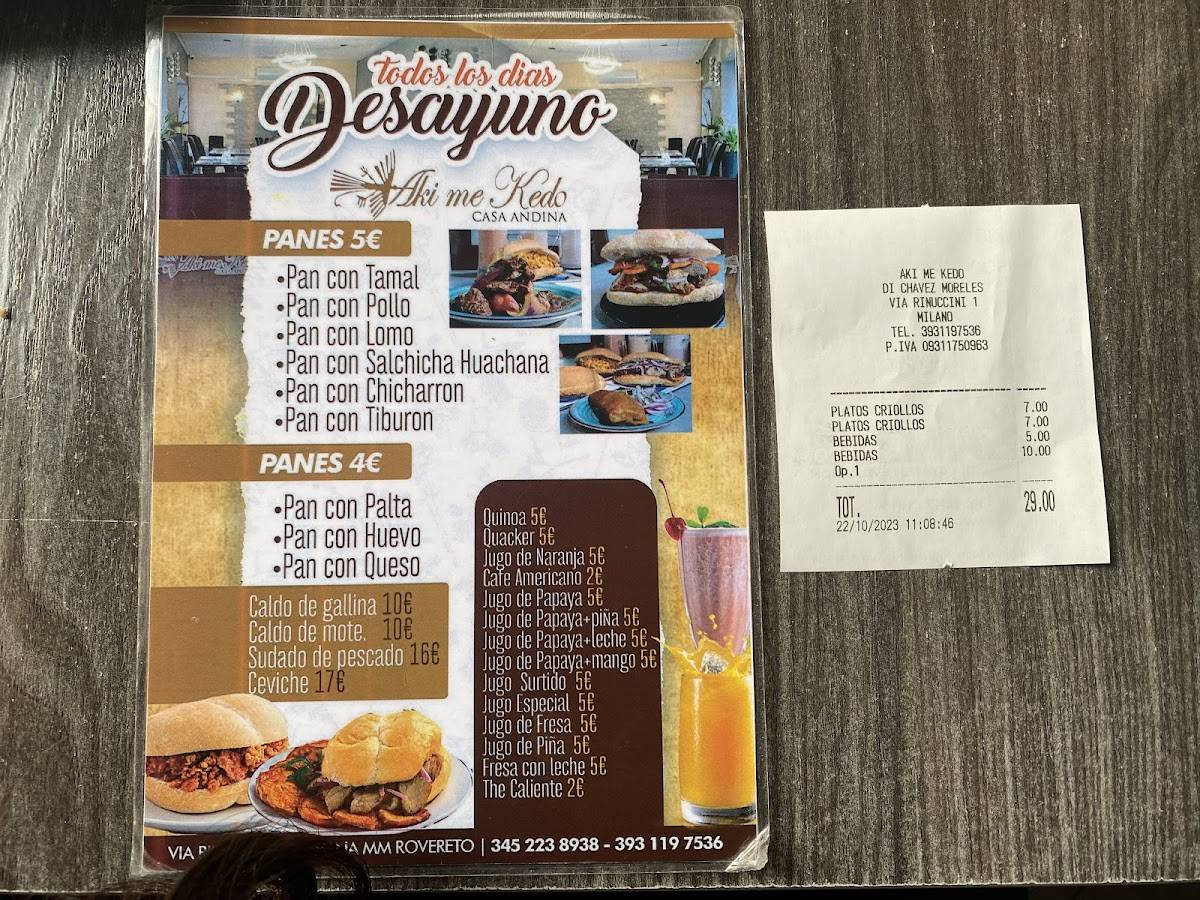 todos los dias
Desayuno
Aki me Kedo
CASA ANDINA
PANES 5€
•Pan con Tamal
•Pan con Pollo
•Pan con Lomo
•Pan con Salchicha Huachana
•Pan con Chicharron
•Pan con Tiburon
PANES 4€
•Pan con Palta
•Pan con Huevo
•Pan con Queso
Caldo de gallina 10€
Caldo de mote. 10€
Sudado de pescado 16€
Ceviche 17€
Quinoa 5€
Quacker 5€
Jugo de Naranja 5€
Cafe Americano 2€
Jugo de Papaya 5€
Jugo de Papaya+piña 5€
Jugo de Papaya+leche 5€
Jugo de Papaya+mango 5€
Jugo Surtido 5€
Jugo Especial 5€
Jugo de Fresa 5€
Jugo de Piña 5€
Fresa con leche 5€
The Caliente 2€
VIA MM ROVERETO | 345 223 8938 - 393 119 7536
AKI ME KEDO
DI CHAVEZ MORELES
VIA RINUCCINI 1
MILANO
TEL. 3931197536
P.IVA 09311750963
PLATOS CRIOLLOS 7.00
PLATOS CRIOLLOS 7.00
BEBIDAS 5.00
BEBIDAS 10.00
Op.1
TOT. 29.00
22/10/2023 11:08:46